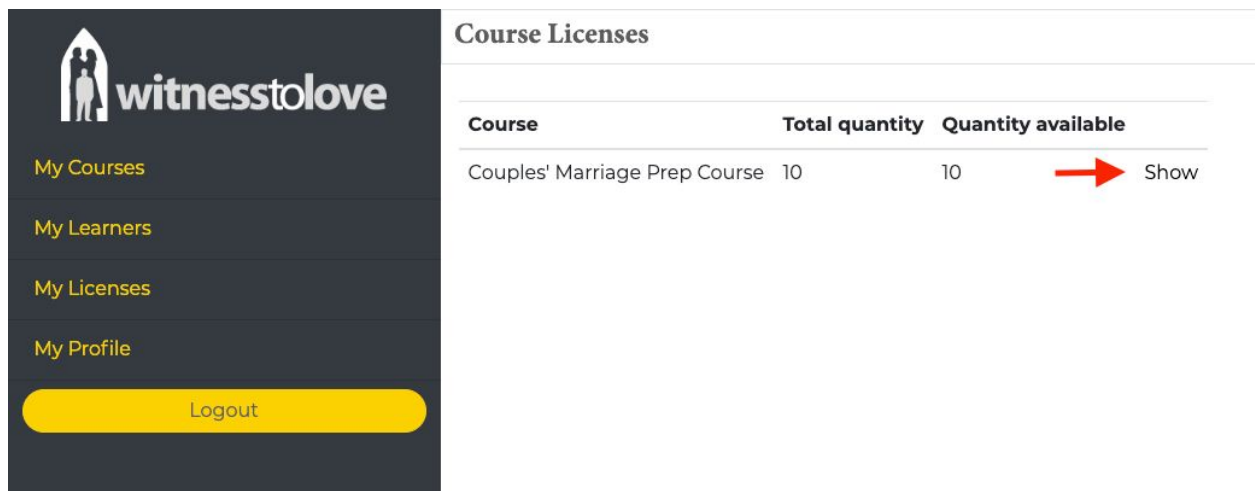 witnesstolove
My Courses
My Learners
My Licenses
My Profile
Logout
Course Licenses
Course Total quantity Quantity available
Couples' Marriage Prep Course 10 10 Show